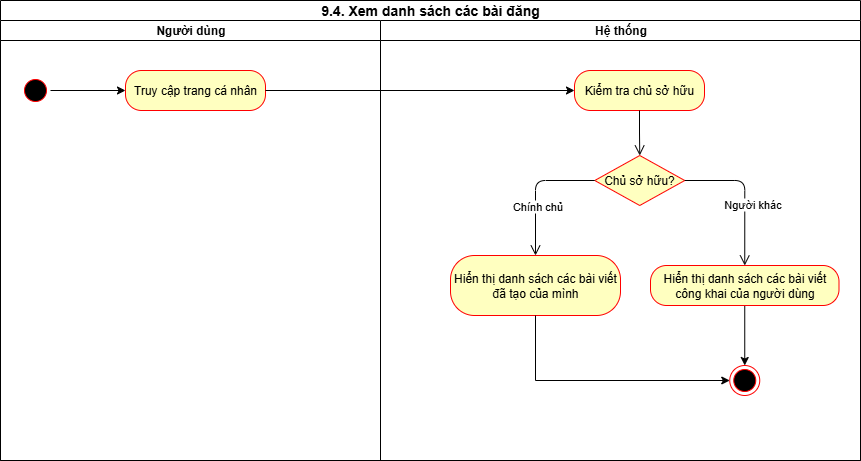 9.4. Xem danh sách các bài đăng
Người dùng
Hệ thống
Truy cập trang cá nhân
Kiểm tra chủ sở hữu
Chủ sở hữu?
Chính chủ
Người khác
Hiển thị danh sách các bài viết
đã tạo của mình
Hiển thị danh sách các bài viết
công khai của người dùng